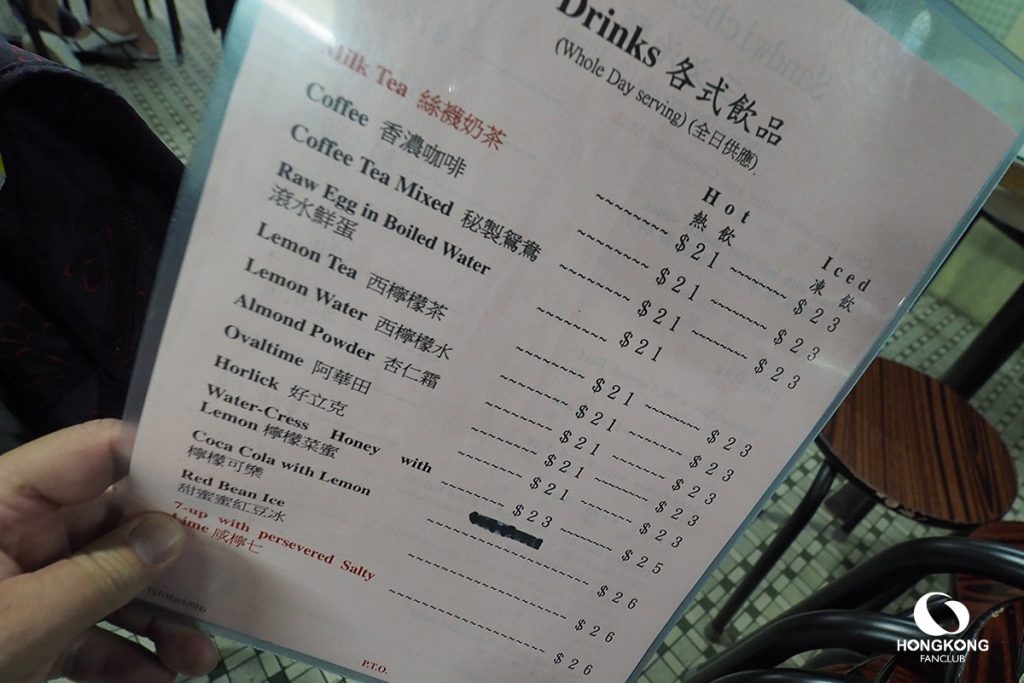 Drinks 各式飲品
(Whole Day serving) (全日供應)
Hot Iced
熱飲 凍飲
Milk Tea 絲襪奶茶 ~~~~~~~ $21 ~~~~~~~ $23
Coffee 香濃咖啡 ~~~~~~~ $21 ~~~~~~~ $23
Coffee Tea Mixed 秘製鴛鴦 ~~~~~~~ $21 ~~~~~~~ $23
Raw Egg in Boiled Water ~~~~~~~ $21
滾水鮮蛋
Lemon Tea 西檸檬茶 ~~~~~~~ $21 ~~~~~~~ $23
Lemon Water 西檸檬水 ~~~~~~~ $21 ~~~~~~~ $23
Almond Powder 杏仁霜 ~~~~~~~ $21 ~~~~~~~ $23
Ovaltime 阿華田 ~~~~~~~ $21 ~~~~~~~ $23
Horlick 好立克 ~~~~~~~ $21 ~~~~~~~ $23
Water-Cress Honey with ~~~~~~~ $23 ~~~~~~~ $25
Lemon 檸檬菜蜜
Coca Cola with Lemon ~~~~~~~~~~~~~~ $26
檸檬可樂
Red Bean Ice ~~~~~~~~~~~~~~ $26
甜蜜蜜紅豆冰
7-up with persevered Salty ~~~~~~~~~~~~~~ $26
Lime 咸檸七
TST(March2018)
P.T.O.
Sandwiches
HONGKONG
FANCLUB